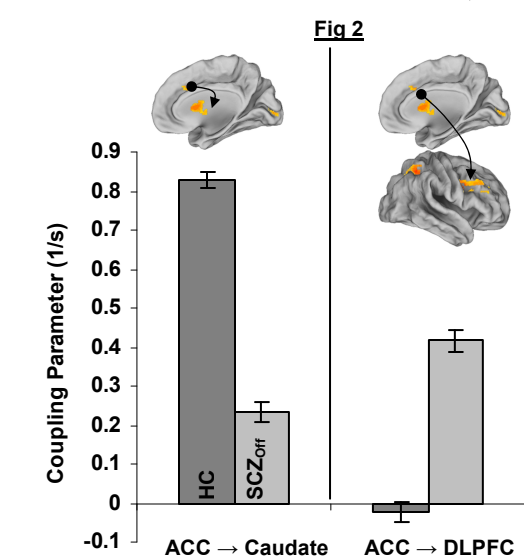 Fig 2
0.9
0.8
0.7
0.6
0.5
0.4
0.3
0.2
0.1
0
-0.1
Coupling Parameter (1/s)
HC
SCZOff
ACC → Caudate
ACC → DLPFC